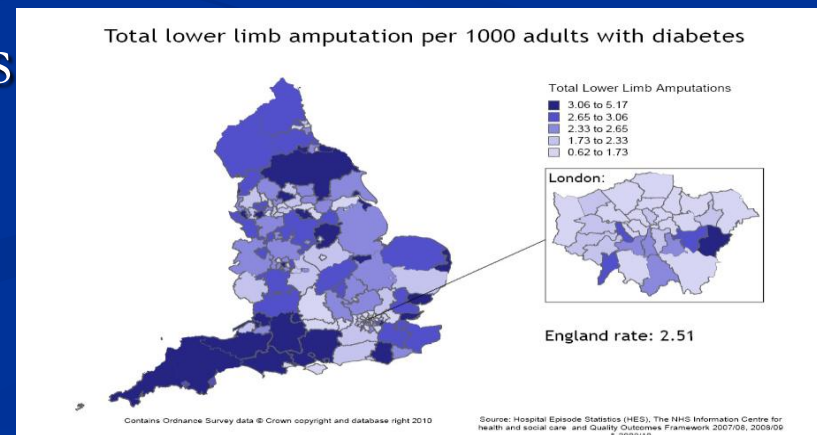 s
Total lower limb amputation per 1000 adults with diabetes
Total Lower Limb Amputations
3.06 to 5.17
2.65 to 3.06
2.33 to 2.65
1.73 to 2.33
0.62 to 1.73
London:
England rate: 2.51
Contains Ordnance Survey data © Crown copyright and database right 2010
Source: Hospital Episode Statistics (HES), The NHS Information Centre for
health and social care and Quality Outcomes Framework 2007/08, 2008/09